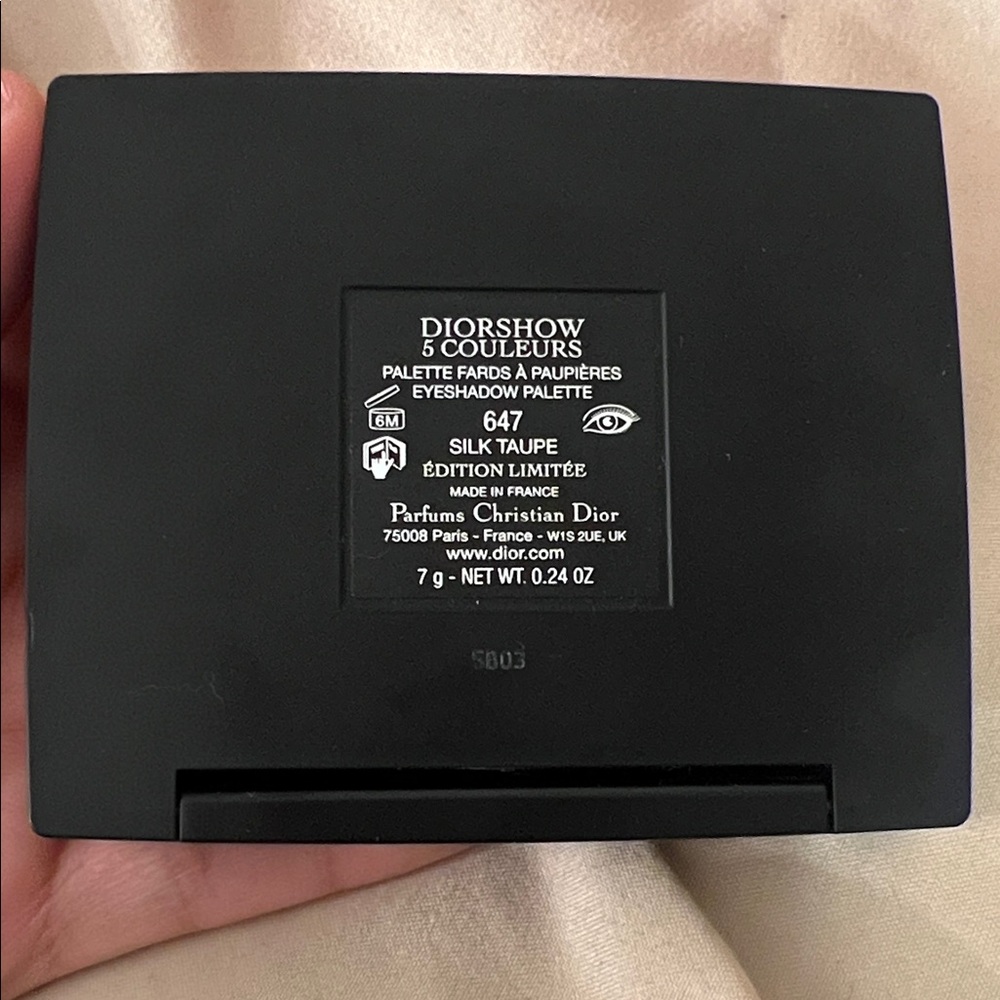 DIORSHOW
5 COULEURS
PALETTE FARDS À PAUPIÈRES
EYESHADOW PALETTE
6M
647
SILK TAUPE
ÉDITION LIMITÉE
MADE IN FRANCE
Parfums Christian Dior
75008 Paris - France - W1S 2UE, UK
www.dior.com
7 g - NET WT. 0.24 OZ